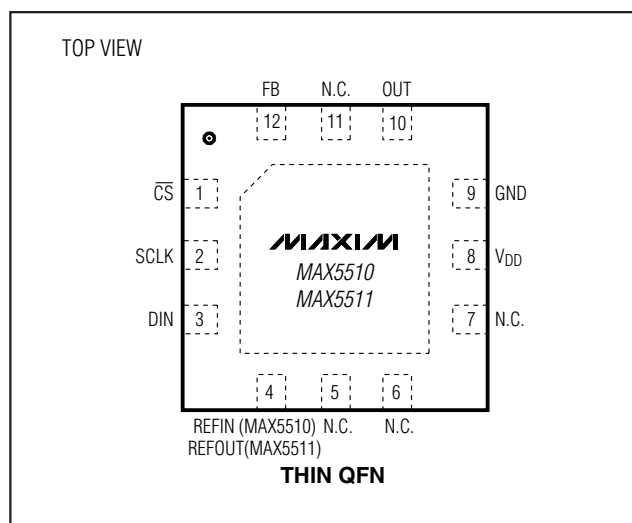 TOP VIEW
FB N.C. OUT
12 11 10
CS 1 9 GND
MAXIM
SCLK 2 8 VDD
MAX5510
MAX5511
DIN 3 7 N.C.
4 5 6
REFIN (MAX5510) N.C. N.C.
REFOUT(MAX5511)
THIN QFN